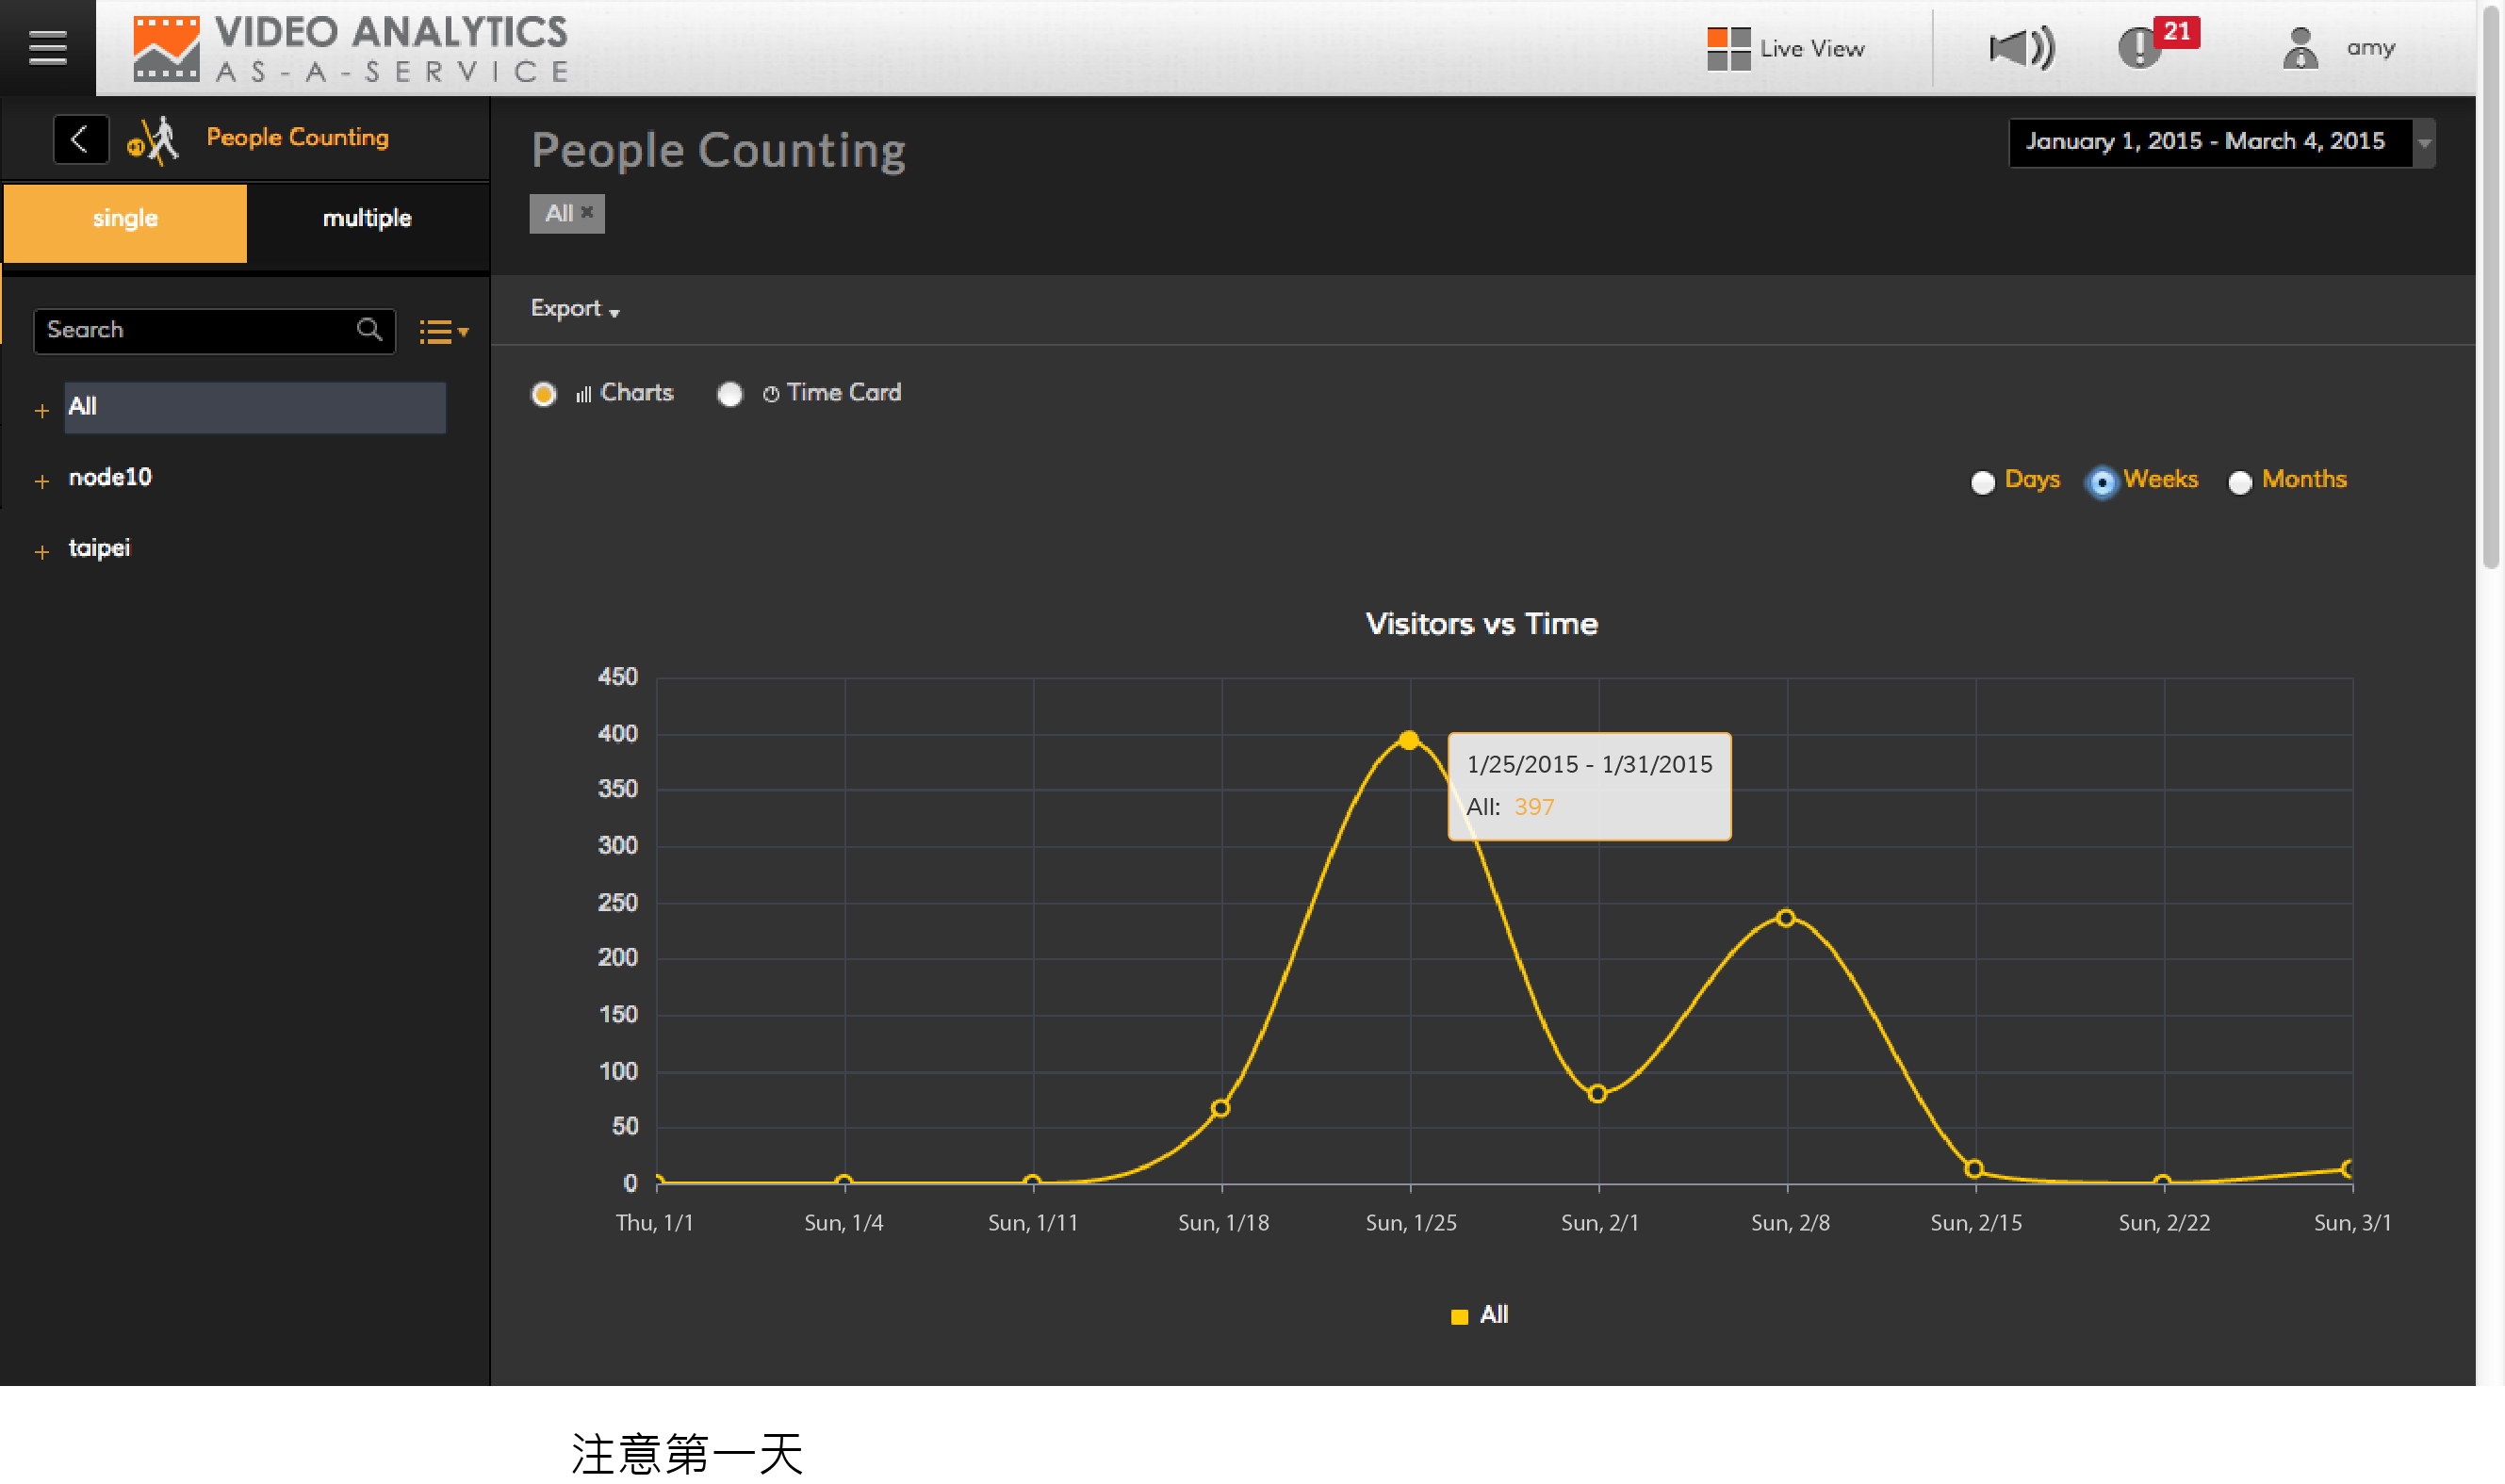 VIDEO ANALYTICS
AS-A-SERVICE
Live View
21
amy
People Counting
single
multiple
Search
All
node10
taipei
People Counting
January 1, 2015 - March 4, 2015
All
Export
Charts
Time Card
Days
Weeks
Months
Visitors vs Time
450
400
350
300
250
200
150
100
50
0
1/25/2015 - 1/31/2015
All: 397
Thu, 1/1
Sun, 1/4
Sun, 1/11
Sun, 1/18
Sun, 1/25
Sun, 2/1
Sun, 2/8
Sun, 2/15
Sun, 2/22
Sun, 3/1
All
注意第一天